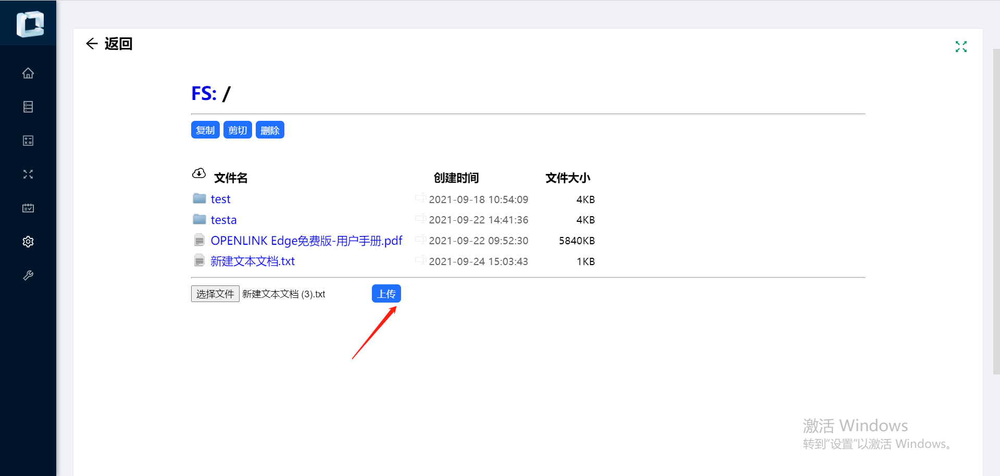 返回
FS: /
复制 剪切 删除
文件名 创建时间 文件大小
test 2021-09-18 10:54:09 4KB
testa 2021-09-22 14:41:36 4KB
OPENLINK Edge免费版-用户手册.pdf 2021-09-22 09:52:30 5840KB
新建文本文档.txt 2021-09-24 15:03:43 1KB
选择文件 新建文本文档 (3).txt 上传
激活 Windows
转到“设置”以激活 Windows。